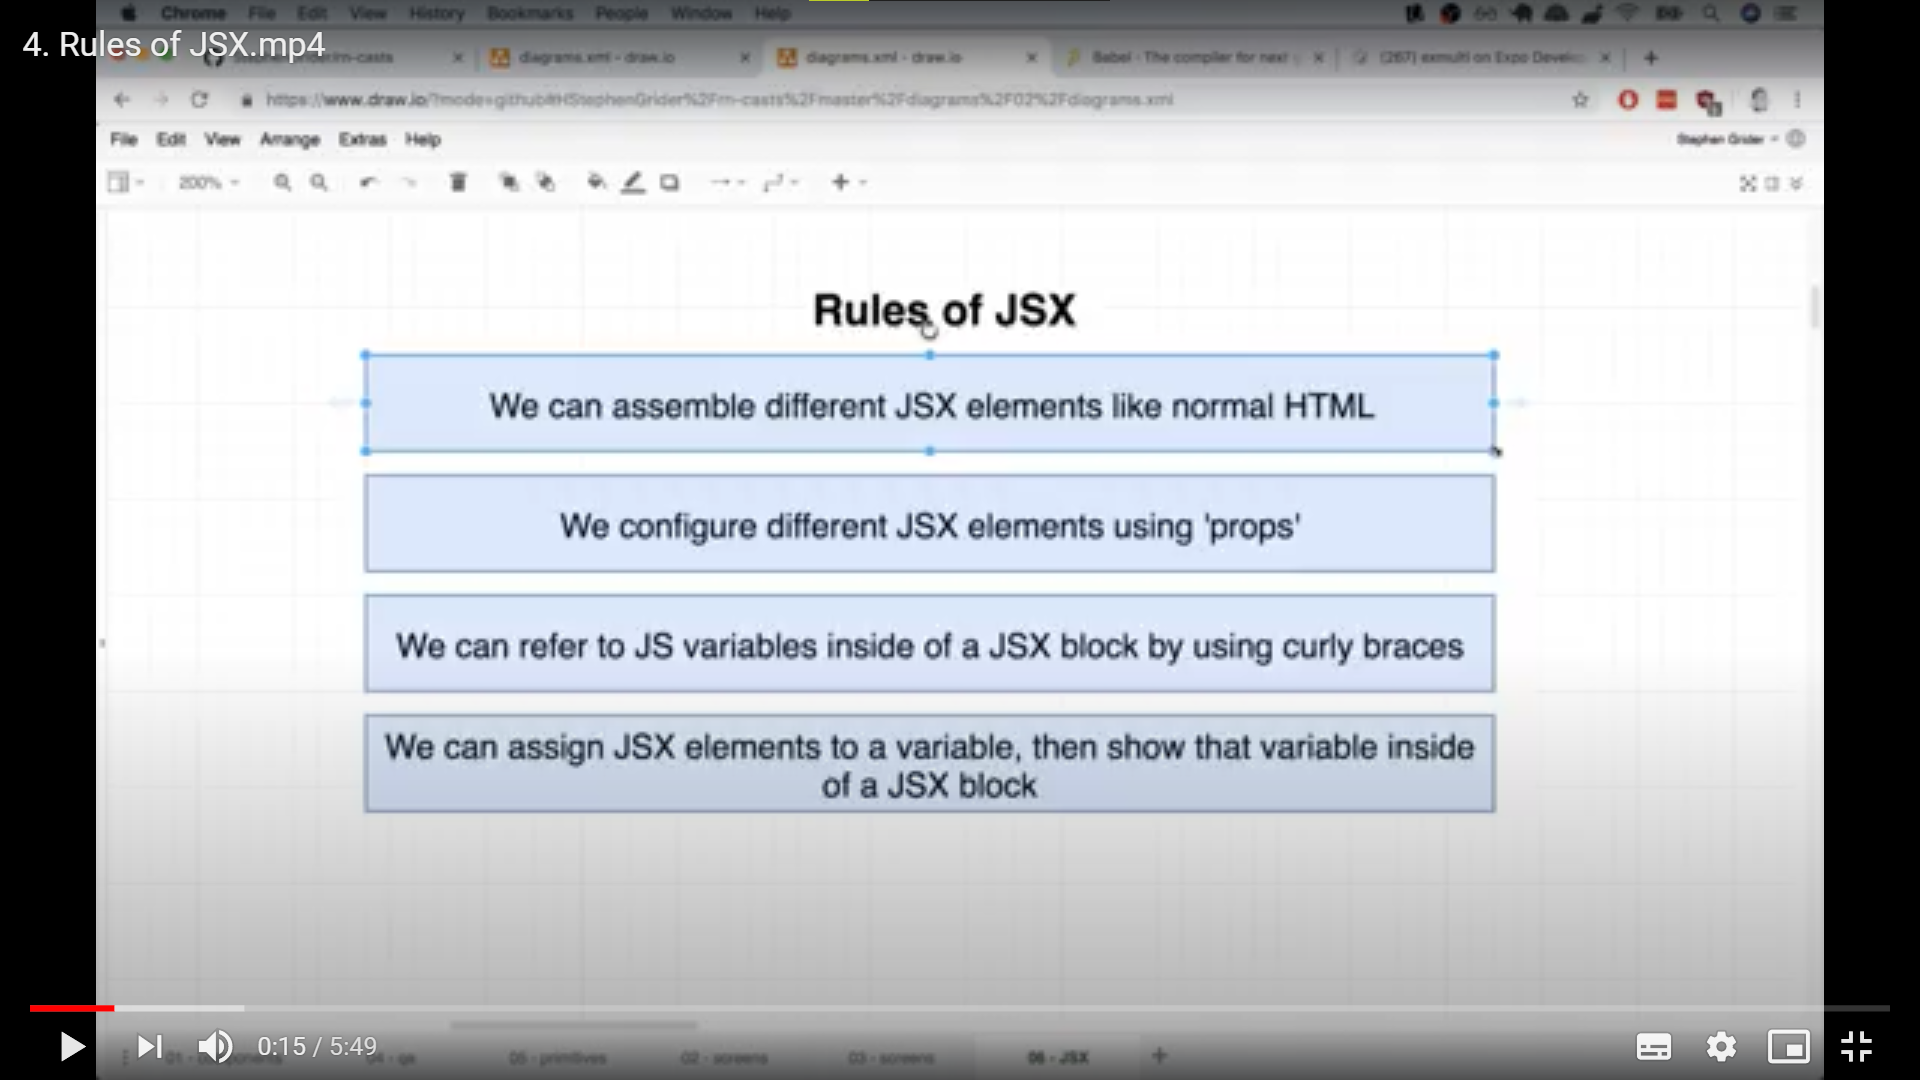 Chrome File Edit View History Bookmarks People Window Help
4. Rules of JSX.mp4
diagrams.xml - draw.io
diagrams.xml - draw.io
Babel - The compiler for next
(267) exmulti on Expo Develo
https://www.draw.io/?mode=github#HStephenGrider%2Frn-casts%2Fmaster%2Fdiagrams%2F02%2Fdiagrams.xml
File Edit View Arrange Extras Help
Stephen Grider
200%
Rules of JSX
We can assemble different JSX elements like normal HTML
We configure different JSX elements using 'props'
We can refer to JS variables inside of a JSX block by using curly braces
We can assign JSX elements to a variable, then show that variable inside
of a JSX block
0:15 / 5:49
05 - primitives
02 - screens
03 - screens
06 - JSX